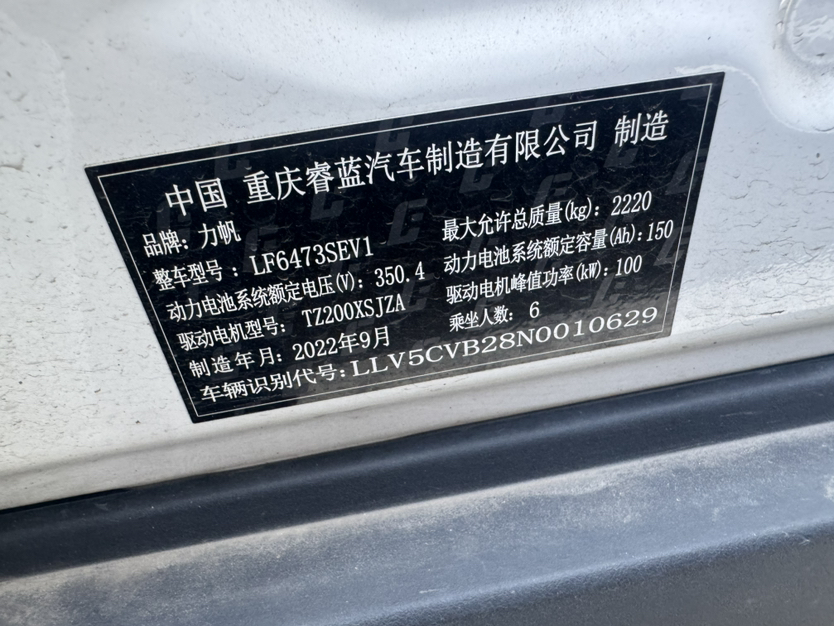 中国 重庆睿蓝汽车制造有限公司 制造
品牌: 力帆
最大允许总质量(kg): 2220
整车型号: LF6473SEV1
动力电池系统额定容量(Ah): 150
动力电池系统额定电压(V): 350.4
驱动电机峰值功率(kW): 100
驱动电机型号: TZ200XSJZA
乘坐人数: 6
制造年月: 2022年9月
车辆识别代号: LLV5CVB28N0010629